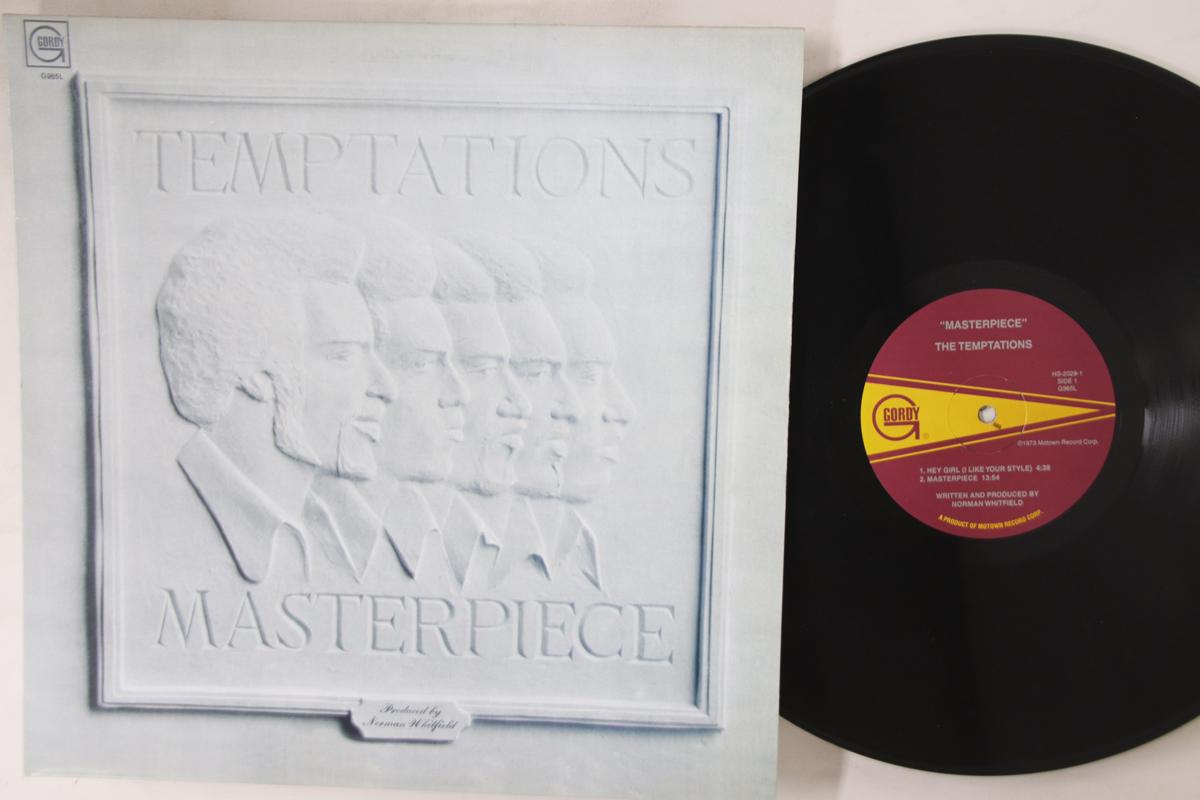 GORDY
G965L
TEMPTATIONS
MASTERPIECE
Produced by
Norman Whitfield
"MASTERPIECE"
THE TEMPTATIONS
HS-2029-1
SIDE 1
G965L
GORDY
®
©1973 Motown Record Corp.
1. HEY GIRL (I LIKE YOUR STYLE) 4:38
2. MASTERPIECE 13:54
WRITTEN AND PRODUCED BY
NORMAN WHITFIELD
A PRODUCT OF MOTOWN RECORD CORP.